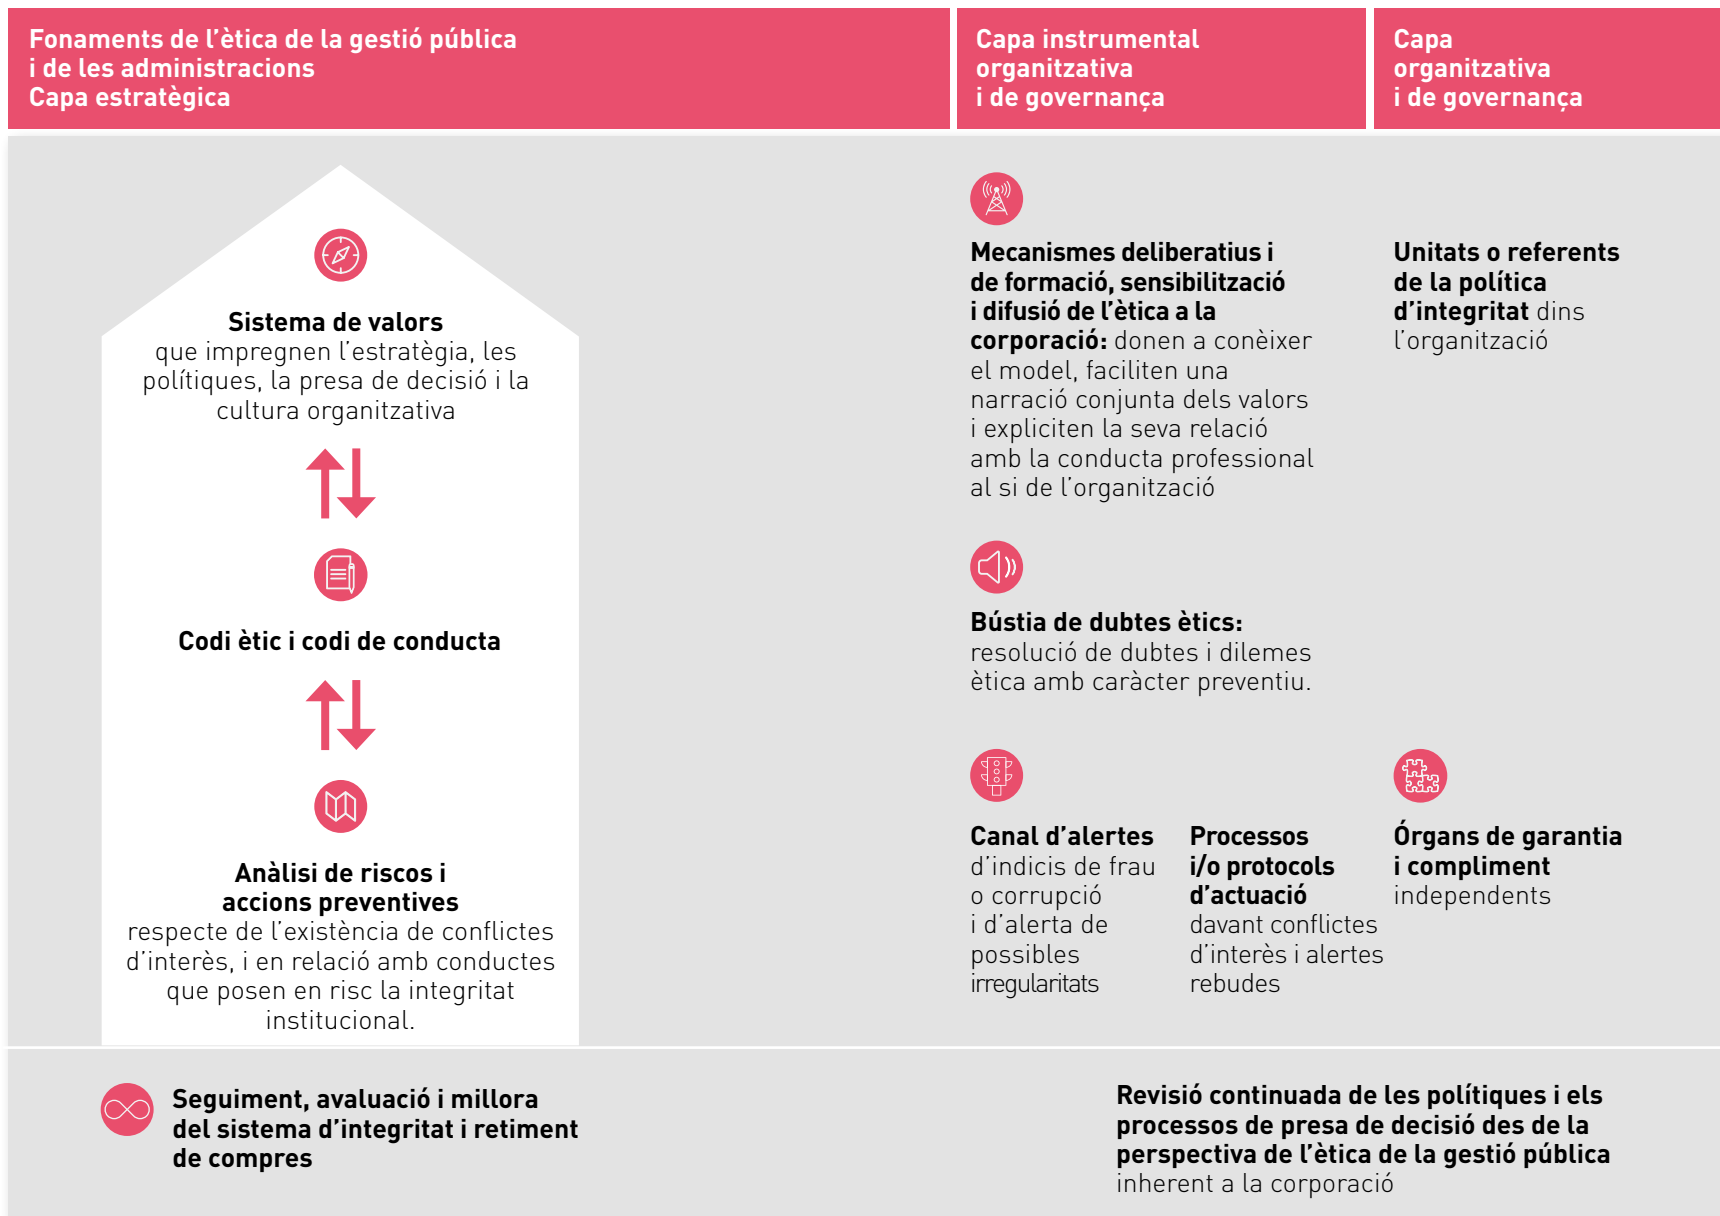 Fonaments de l’ètica de la gestió pública
i de les administracions
Capa estratègica
Capa instrumental
organitzativa
i de governança
Capa
organitzativa
i de governança
Sistema de valors
que impregnen l’estratègia, les
polítiques, la presa de decisió i la
cultura organitzativa
Codi ètic i codi de conducta
Anàlisi de riscos i
accions preventives
respecte de l’existència de conflictes
d’interès, i en relació amb conductes
que posen en risc la integritat
institucional.
Mecanismes deliberatius i
de formació, sensibilització
i difusió de l’ètica a la
corporació: donen a conèixer
el model, faciliten una
narració conjunta dels valors
i expliciten la seva relació
amb la conducta professional
al si de l’organització
Unitats o referents
de la política
d’integritat dins
l’organització
Bústia de dubtes ètics:
resolució de dubtes i dilemes
ètica amb caràcter preventiu.
Canal d’alertes
d’indicis de frau
o corrupció
i d’alerta de
possibles
irregularitats
Processos
i/o protocols
d’actuació
davant conflictes
d’interès i alertes
rebudes
Órgans de garantia
i compliment
independents
Seguiment, avaluació i millora
del sistema d’integritat i retiment
de compres
Revisió continuada de les polítiques i els
processos de presa de decisió des de la
perspectiva de l’ètica de la gestió pública
inherent a la corporació